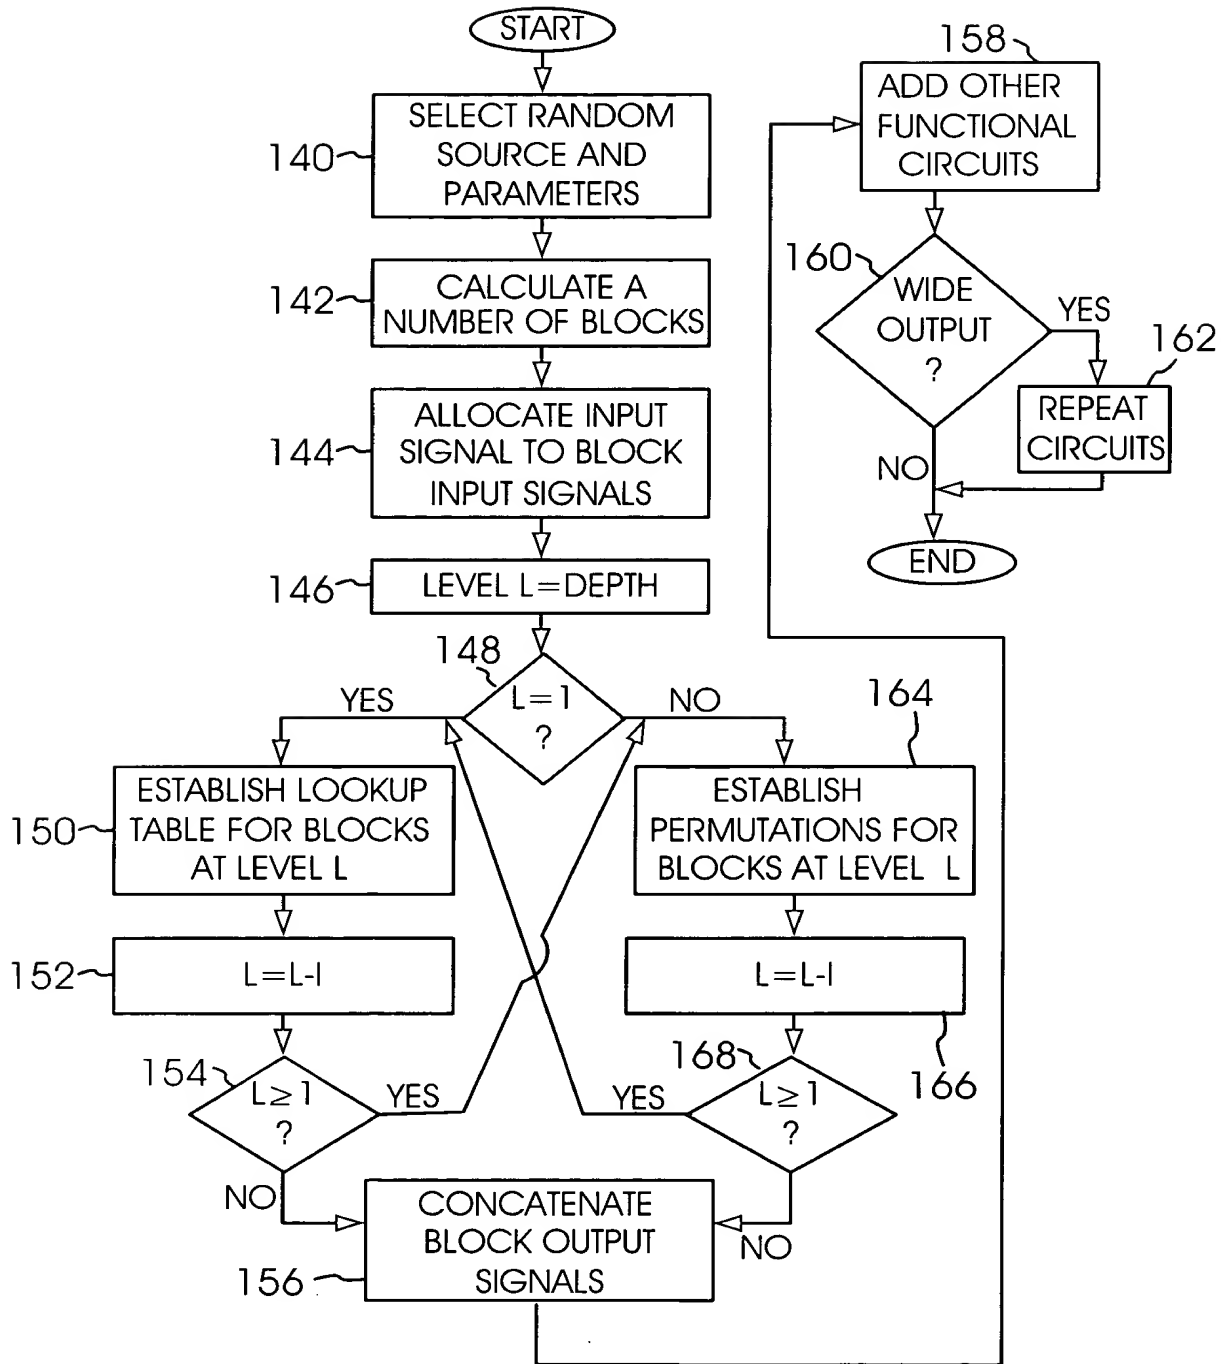 START
140
SELECT RANDOM
SOURCE AND
PARAMETERS
142
CALCULATE A
NUMBER OF BLOCKS
144
ALLOCATE INPUT
SIGNAL TO BLOCK
INPUT SIGNALS
146
LEVEL L=DEPTH
148
L=1
?
YES
NO
150
ESTABLISH LOOKUP
TABLE FOR BLOCKS
AT LEVEL L
152
L=L-I
154
L≥1
?
YES
NO
164
ESTABLISH
PERMUTATIONS FOR
BLOCKS AT LEVEL L
L=L-I
166
168
L≥1
?
YES
NO
156
CONCATENATE
BLOCK OUTPUT
SIGNALS
158
ADD OTHER
FUNCTIONAL
CIRCUITS
160
WIDE
OUTPUT
?
YES
162
REPEAT
CIRCUITS
NO
END